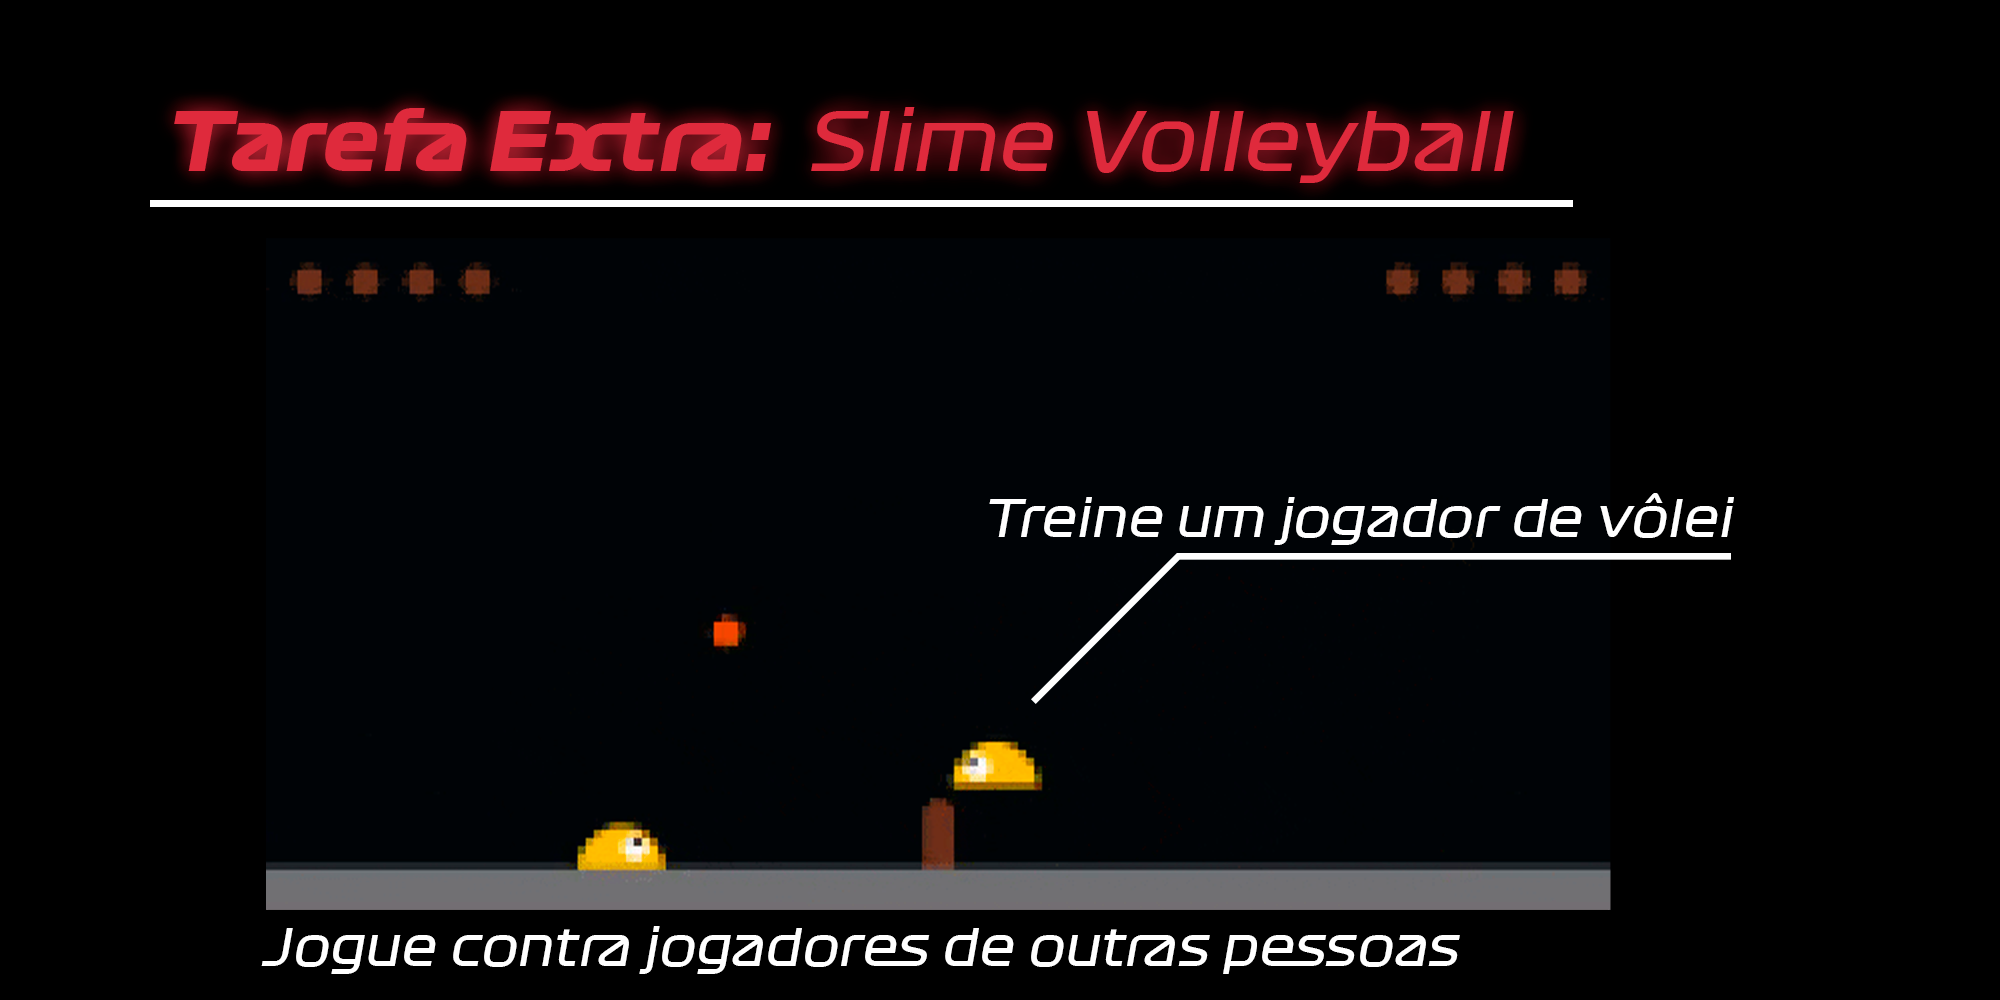 Tarefa Extra: Slime Volleyball
Treine um jogador de vôlei
Jogue contra jogadores de outras pessoas